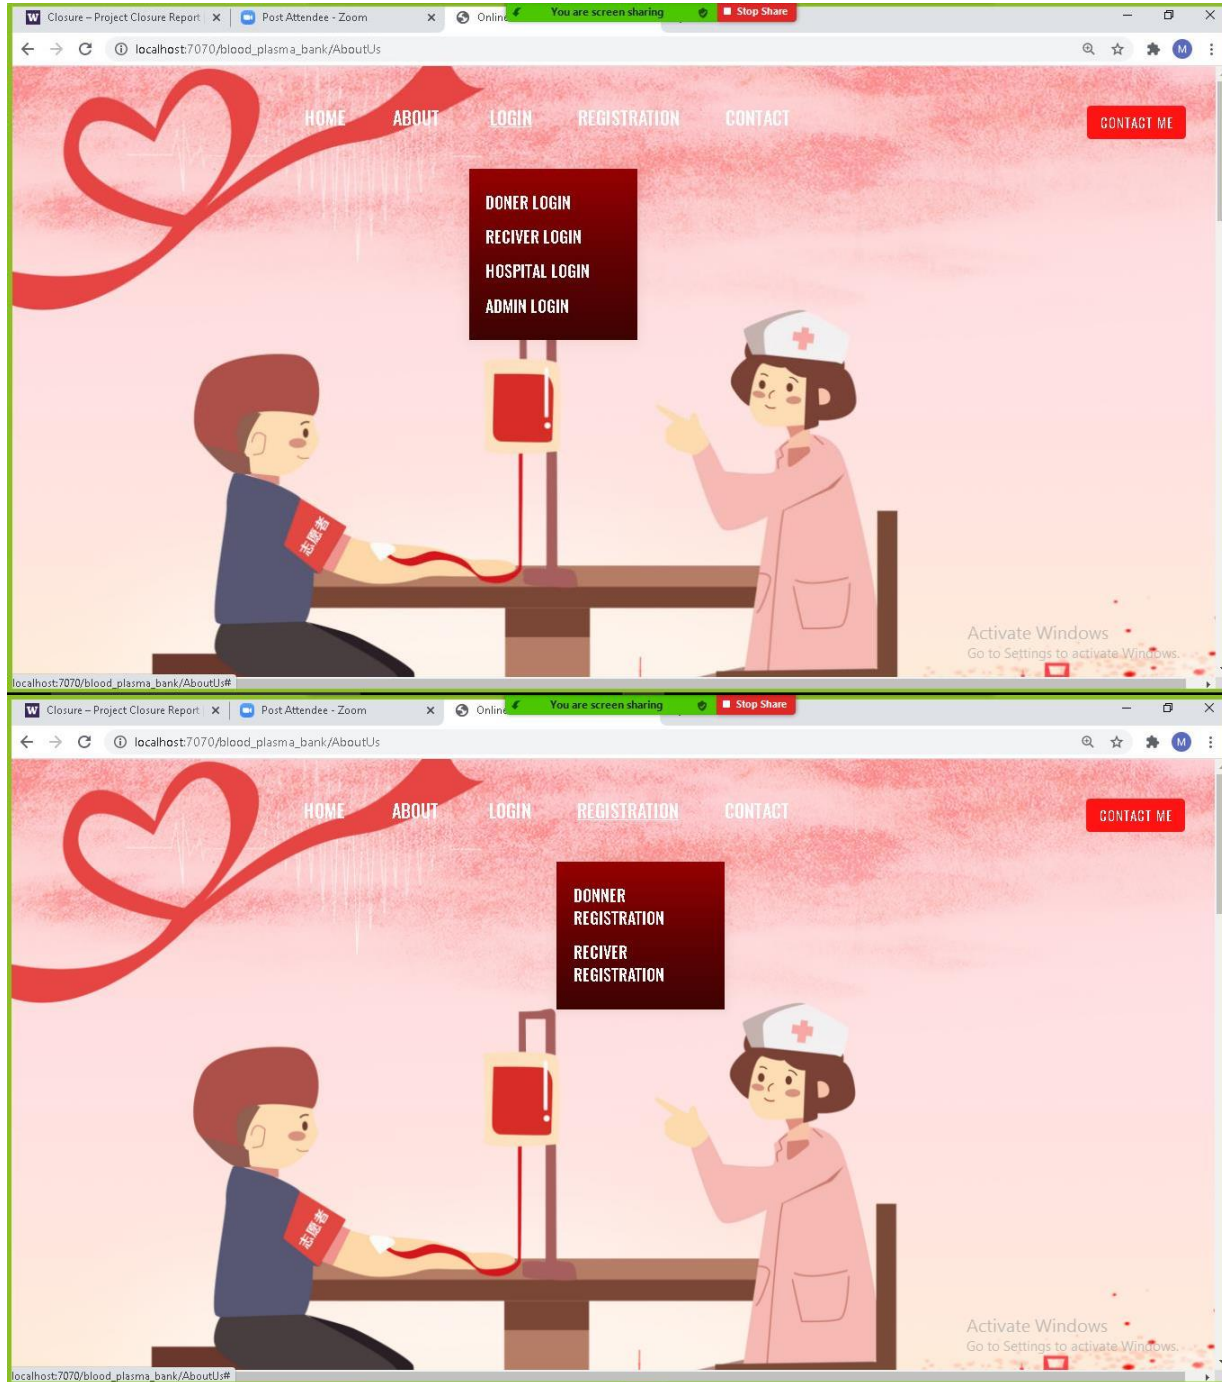 Closure – Project Closure Report
Post Attendee - Zoom
Online
You are screen sharing
Stop Share
localhost:7070/blood_plasma_bank/AboutUs
M
HOME
ABOUT
LOGIN
REGISTRATION
CONTACT
CONTACT ME
DONER LOGIN
RECIVER LOGIN
HOSPITAL LOGIN
ADMIN LOGIN
志愿者
Activate Windows
Go to Settings to activate Windows.
localhost:7070/blood_plasma_bank/AboutUs#
Closure – Project Closure Report
Post Attendee - Zoom
Online
You are screen sharing
Stop Share
localhost:7070/blood_plasma_bank/AboutUs
M
HOME
ABOUT
LOGIN
REGISTRATION
CONTACT
CONTACT ME
DONNER
REGISTRATION
RECIVER
REGISTRATION
志愿者
Activate Windows
Go to Settings to activate Windows.
localhost:7070/blood_plasma_bank/AboutUs#